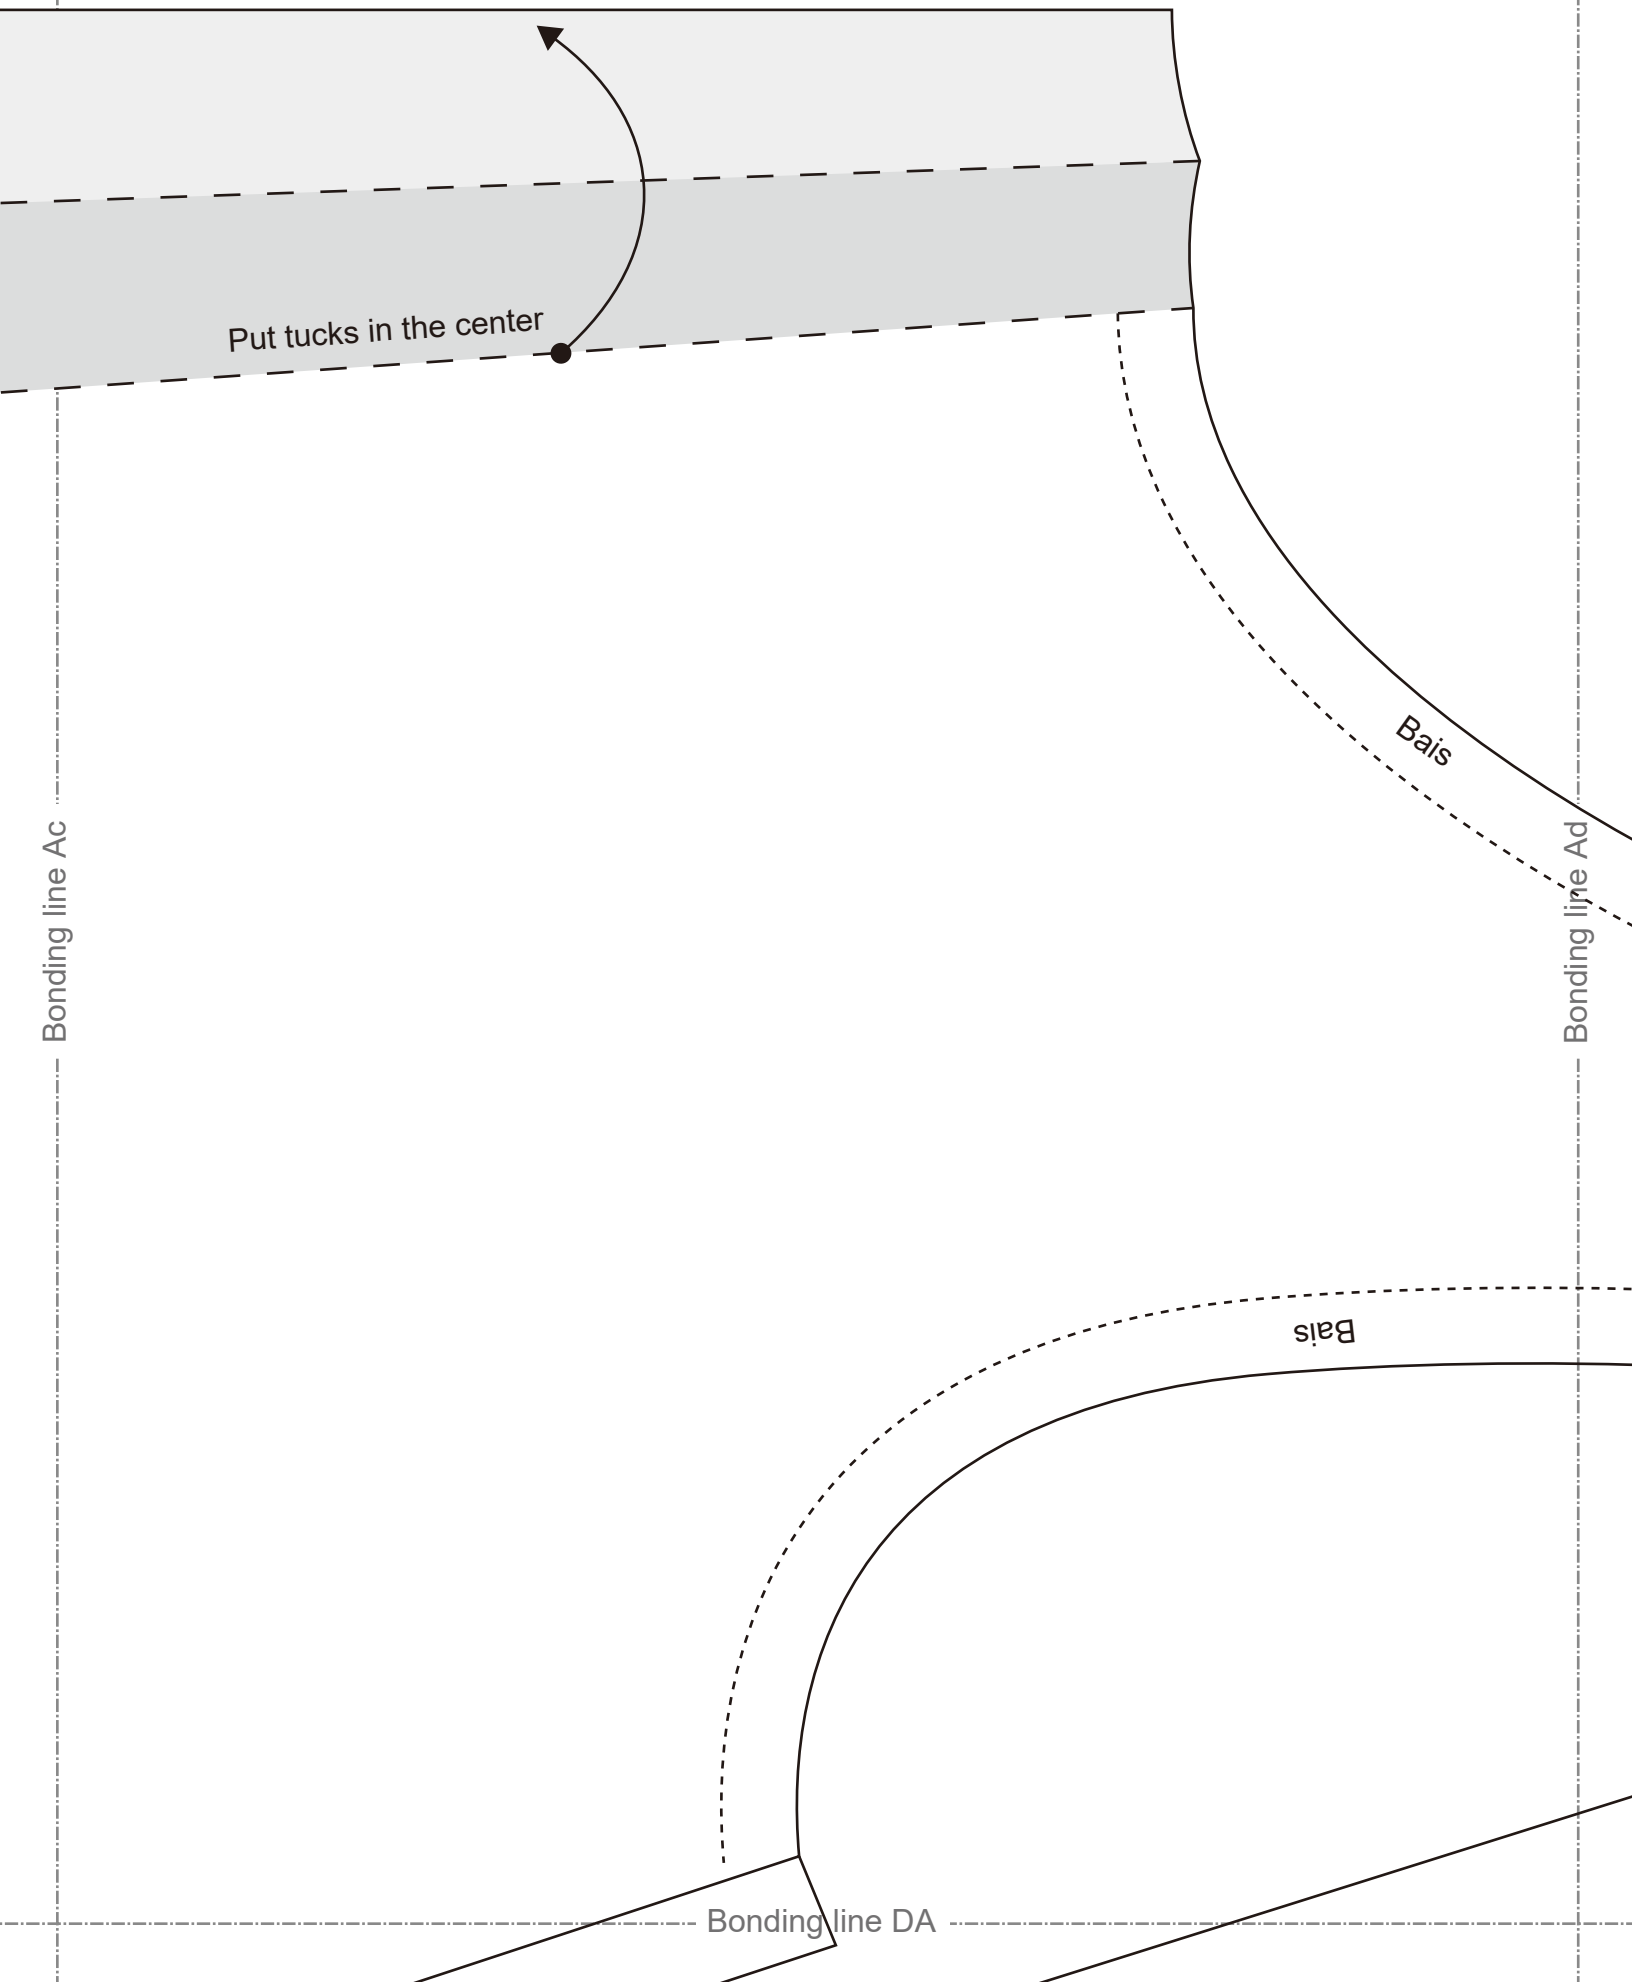 Put tucks in the center
Bais
Bonding line Ac
Bonding line Ad
Bais
Bonding line DA